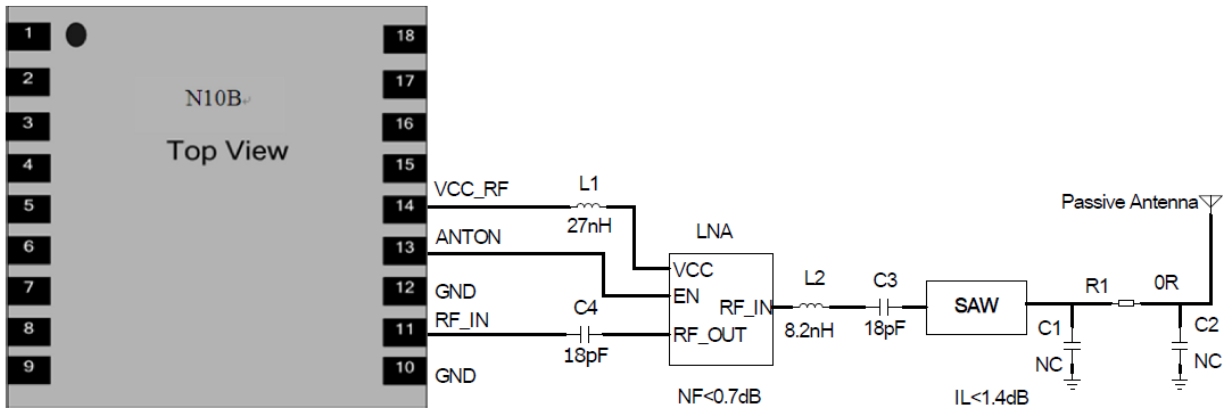 1
2
3
4
5
6
7
8
9
18
17
16
15
14
13
12
11
10
N10B
Top View
VCC_RF
ANTON
GND
RF_IN
GND
L1
27nH
C4
18pF
LNA
VCC
EN
RF_IN
RF_OUT
NF<0.7dB
L2
8.2nH
C3
18pF
SAW
IL<1.4dB
Passive Antenna
R1
0R
C1
NC
C2
NC